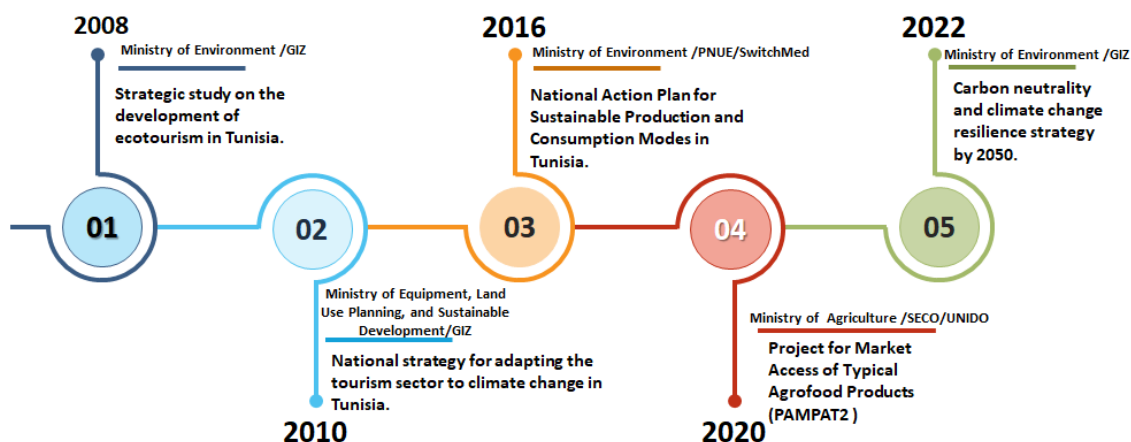 2008
Ministry of Environment /GIZ
Strategic study on the
development of
ecotourism in Tunisia.
01
02
Ministry of Equipment, Land
Use Planning, and Sustainable
Development/GIZ
National strategy for adapting the
tourism sector to climate change in
Tunisia.
2010
2016
Ministry of Environment /PNUE/SwitchMed
National Action Plan for
Sustainable Production and
Consumption Modes in
Tunisia.
03
04
Ministry of Agriculture /SECO/UNIDO
Project for Market
Access of Typical
Agrofood Products
(PAMPAT2 )
2020
2022
Ministry of Environment /GIZ
Carbon neutrality
and climate change
resilience strategy
by 2050.
05